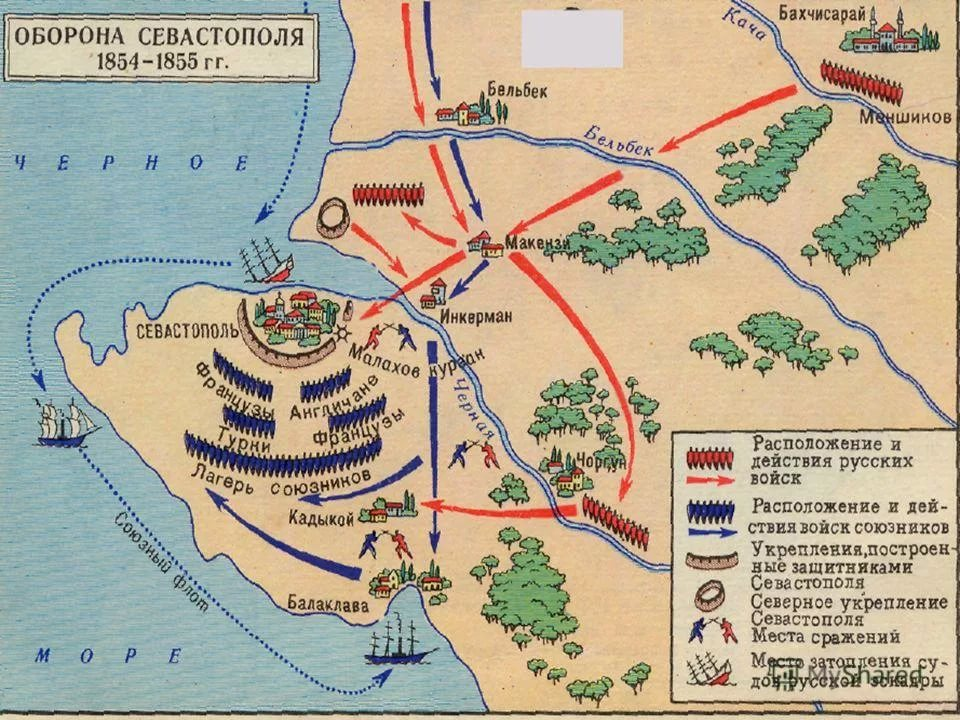 ОБОРОНА СЕВАСТОПОЛЯ
1854–1855 гг.
Кача
Бахчисарай
Меншиков
Бельбек
Бельбек
ЧЕРНОЕ
Макензи
Инкерман
СЕВАСТОПОЛЬ
Малахов курган
Черная
Французы
Англичане
Турки
Французы
Лагерь союзников
Чоргун
Кадыкой
Балаклава
Союзный флот
МОРЕ
Расположение и
действия русских
войск
Расположение и дей-
ствия войск союзников
Укрепления, построен-
ные защитниками
Севастополя
Северное укрепление
Севастополя
Места сражений
Место затопления су-
дов русской эскадры
MyShared